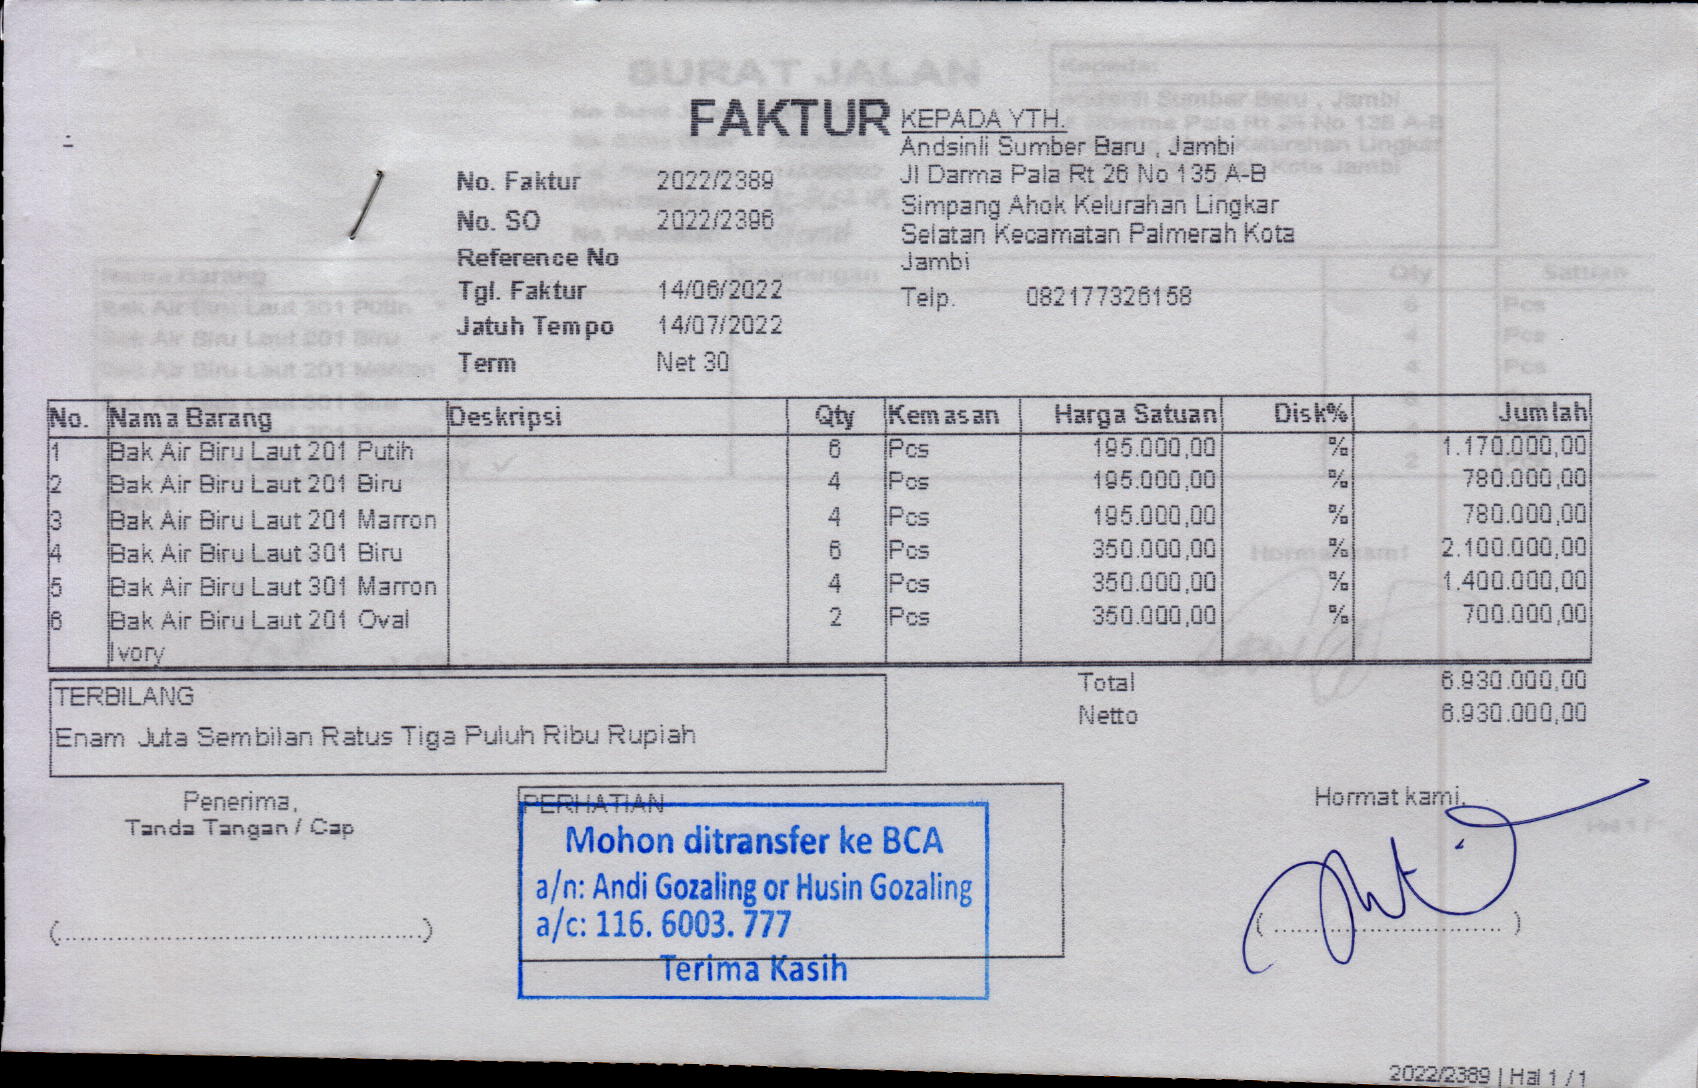 FAKTUR
KEPADA YTH.
Andsinli Sumber Baru , Jambi
Jl Darma Pala Rt 26 No 135 A-B
Simpang Ahok Kelurahan Lingkar
Selatan Kecamatan Palmerah Kota
Jambi
Telp. 082177326158
No. Faktur 2022/2389
No. SO 2022/2396
Reference No
Tgl. Faktur 14/06/2022
Jatuh Tempo 14/07/2022
Term Net 30
No. Nama Barang Deskripsi Qty Kemasan Harga Satuan Disk% Jumlah
1 Bak Air Biru Laut 201 Putih 6 Pcs 195.000,00 % 1.170.000,00
2 Bak Air Biru Laut 201 Biru 4 Pcs 195.000,00 % 780.000,00
3 Bak Air Biru Laut 201 Marron 4 Pcs 195.000,00 % 780.000,00
4 Bak Air Biru Laut 301 Biru 6 Pcs 350.000,00 % 2.100.000,00
5 Bak Air Biru Laut 301 Marron 4 Pcs 350.000,00 % 1.400.000,00
6 Bak Air Biru Laut 201 Oval 2 Pcs 350.000,00 % 700.000,00
Ivory
Total 6.930.000,00
Netto 6.930.000,00
TERBILANG
Enam Juta Sembilan Ratus Tiga Puluh Ribu Rupiah
Penerima,
Tanda Tangan / Cap
(................................................)
PERHATIAN
Mohon ditransfer ke BCA
a/n: Andi Gozaling or Husin Gozaling
a/c: 116. 6003. 777
Terima Kasih
Hormat kami,
( .............................. )
2022/2389 | Hal 1 / 1